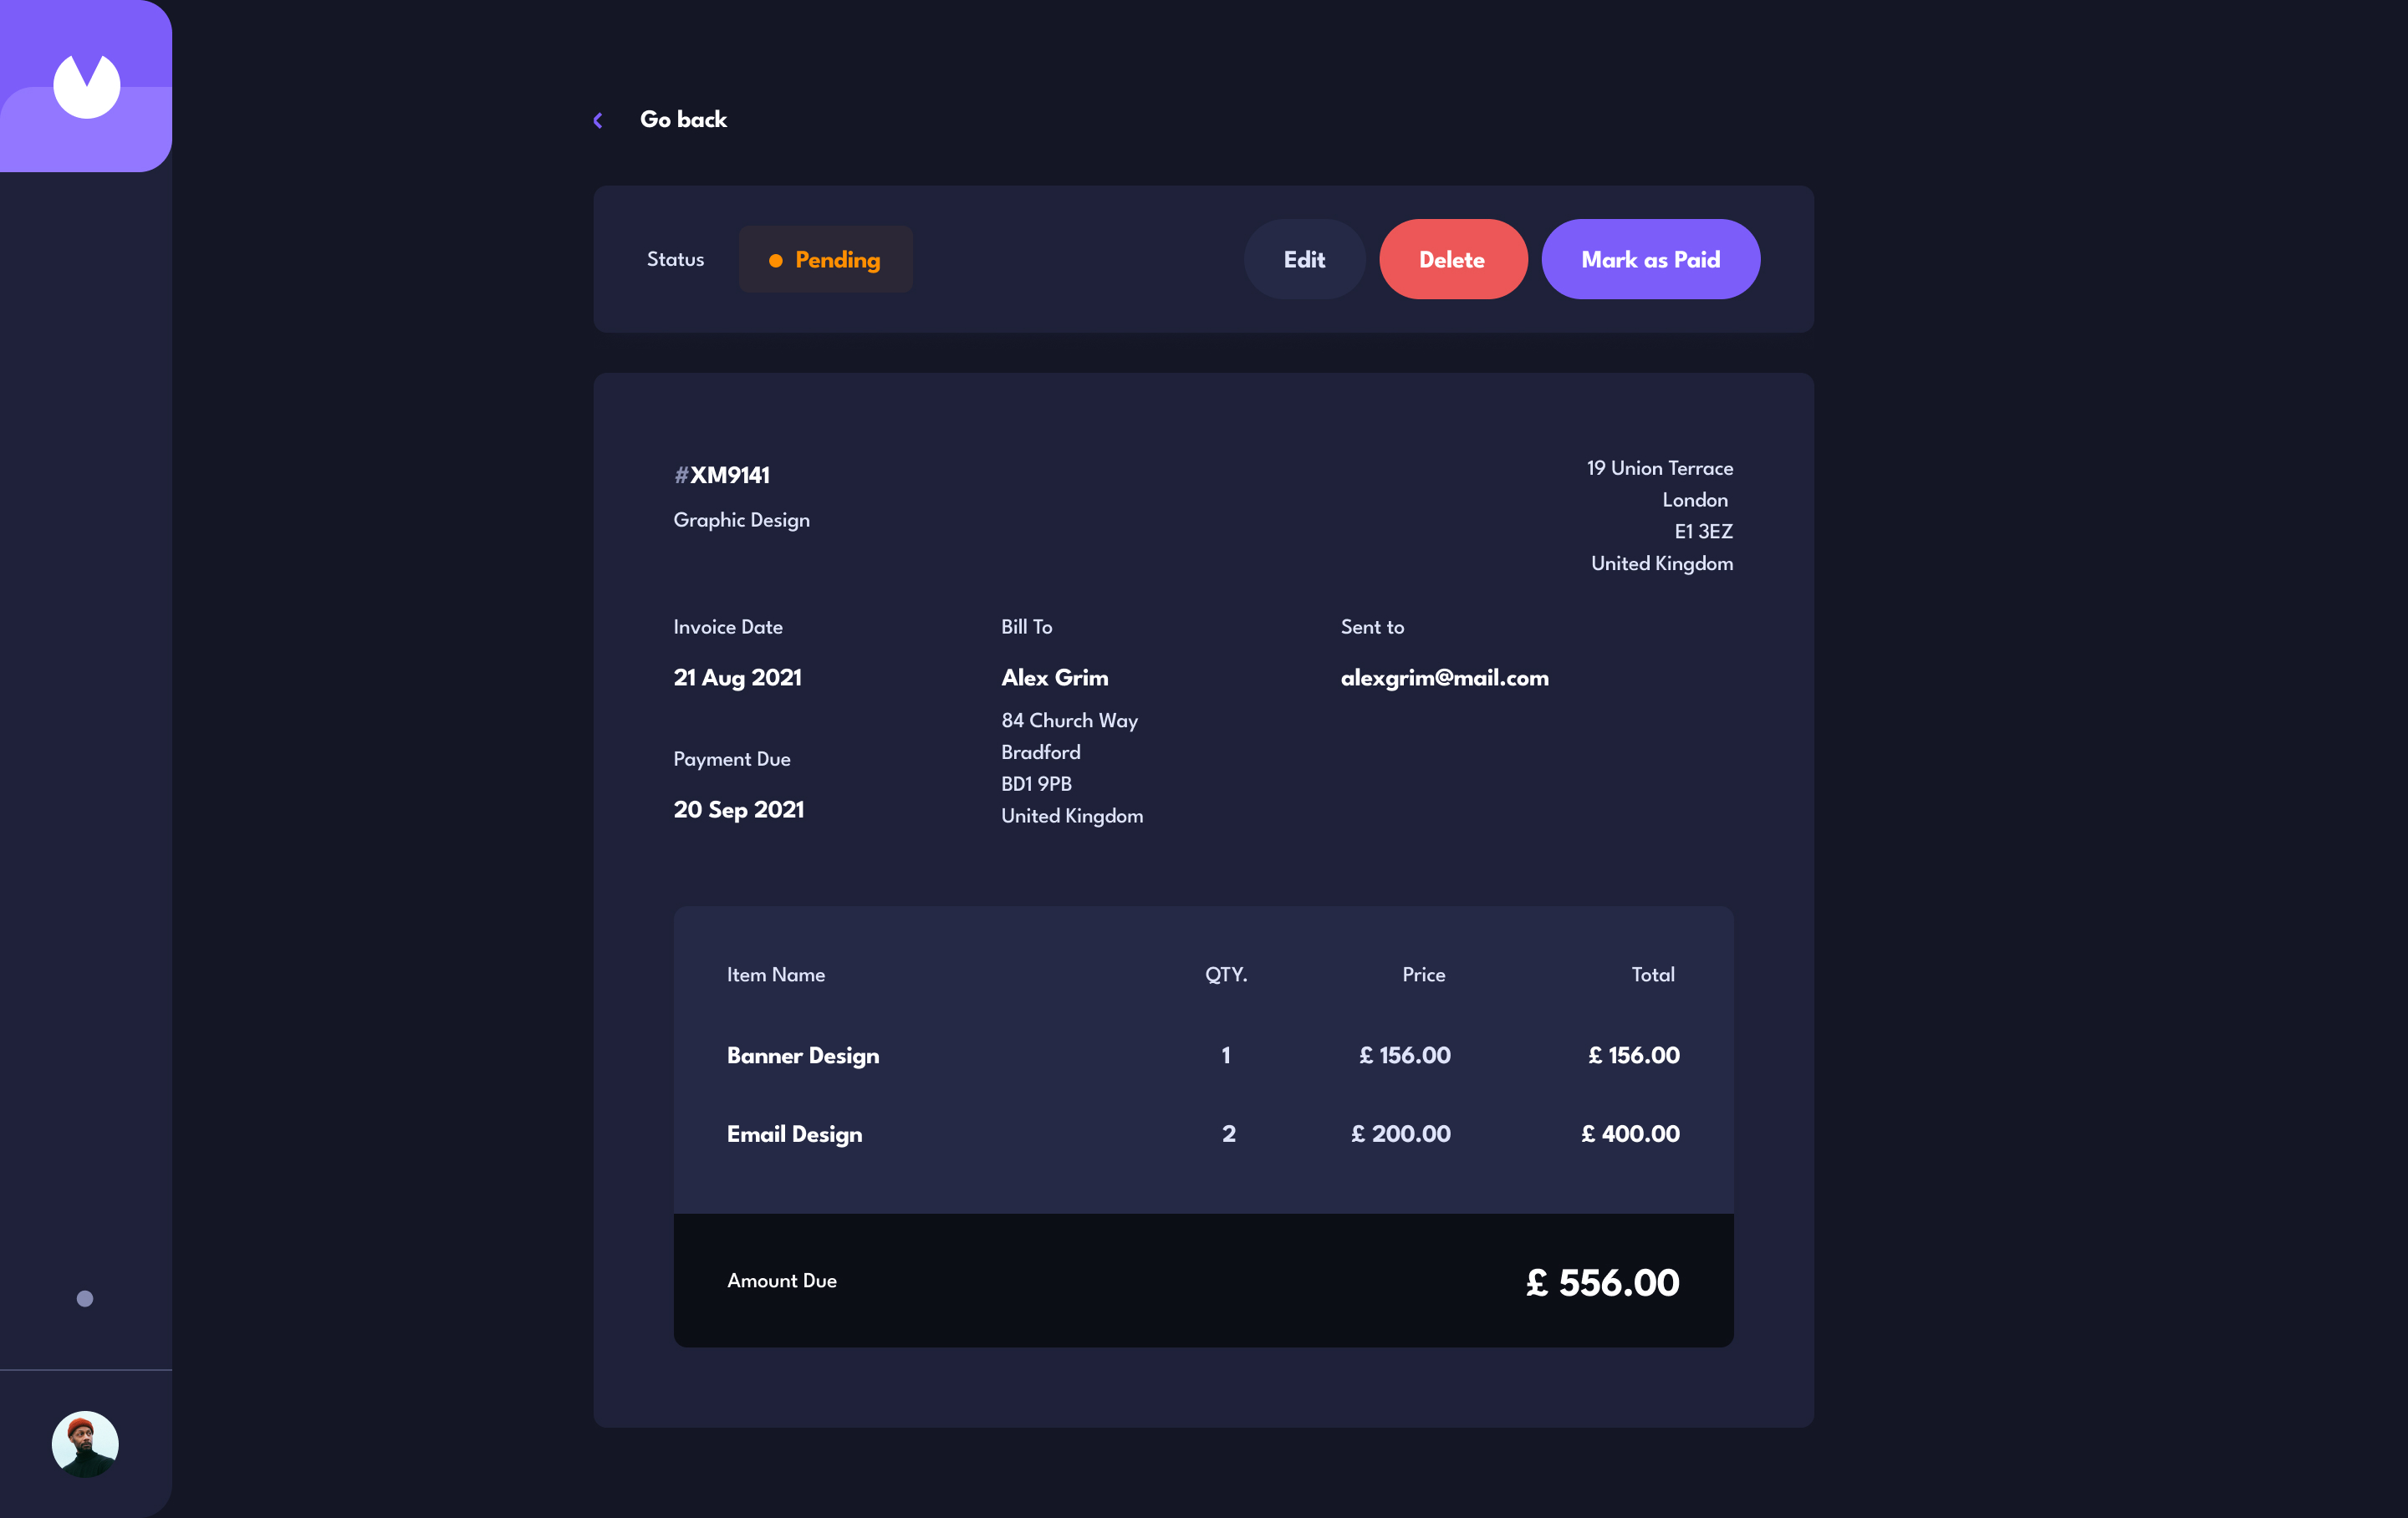 Go back
Status
Pending
Edit
Delete
Mark as Paid
#XM9141
Graphic Design
19 Union Terrace
London
E1 3EZ
United Kingdom
Invoice Date
21 Aug 2021
Payment Due
20 Sep 2021
Bill To
Alex Grim
84 Church Way
Bradford
BD1 9PB
United Kingdom
Sent to
alexgrim@mail.com
Item Name QTY. Price Total
Banner Design 1 £ 156.00 £ 156.00
Email Design 2 £ 200.00 £ 400.00
Amount Due £ 556.00